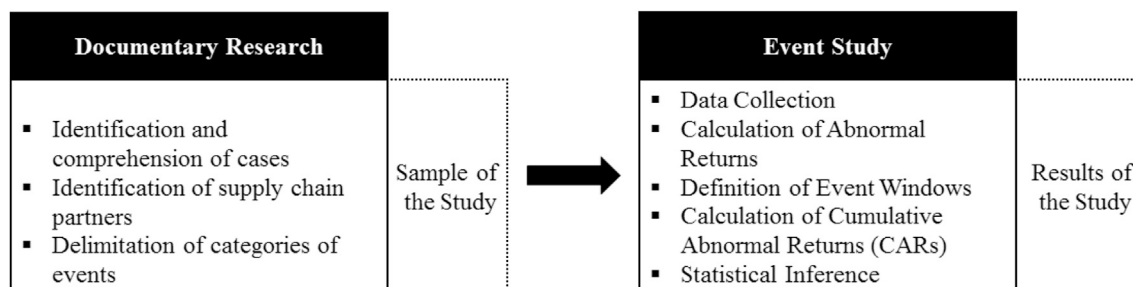 Documentary Research
▪ Identification and
comprehension of cases
▪ Identification of supply chain
partners
▪ Delimitation of categories of
events
Sample of
the Study
Event Study
▪ Data Collection
▪ Calculation of Abnormal
Returns
▪ Definition of Event Windows
▪ Calculation of Cumulative
Abnormal Returns (CARs)
▪ Statistical Inference
Results of
the Study